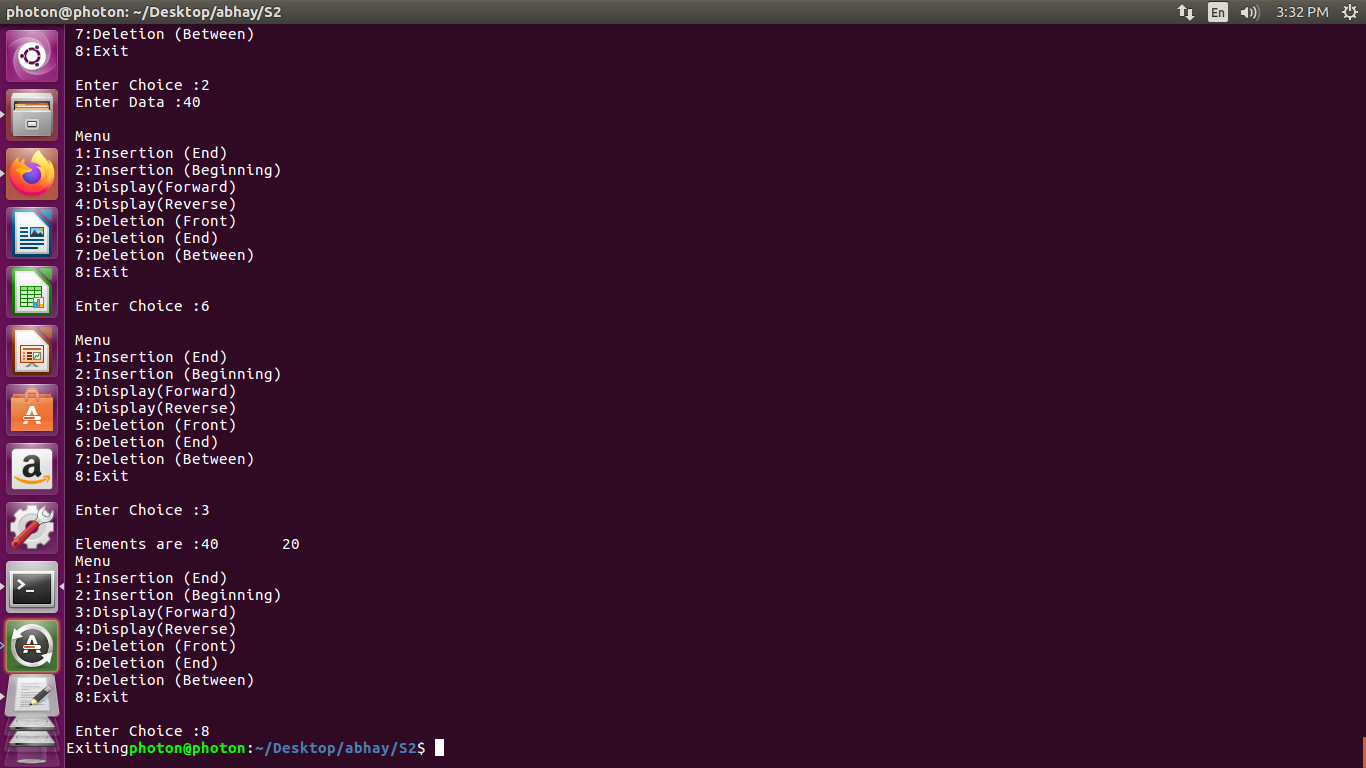 photon@photon: ~/Desktop/abhay/S2
En
3:32 PM
7:Deletion (Between)
8:Exit
Enter Choice :2
Enter Data :40
Menu
1:Insertion (End)
2:Insertion (Beginning)
3:Display(Forward)
4:Display(Reverse)
5:Deletion (Front)
6:Deletion (End)
7:Deletion (Between)
8:Exit
Enter Choice :6
Menu
1:Insertion (End)
2:Insertion (Beginning)
3:Display(Forward)
4:Display(Reverse)
5:Deletion (Front)
6:Deletion (End)
7:Deletion (Between)
8:Exit
Enter Choice :3
Elements are :40       20
Menu
1:Insertion (End)
2:Insertion (Beginning)
3:Display(Forward)
4:Display(Reverse)
5:Deletion (Front)
6:Deletion (End)
7:Deletion (Between)
8:Exit
Enter Choice :8
Exitingphoton@photon:~/Desktop/abhay/S2$